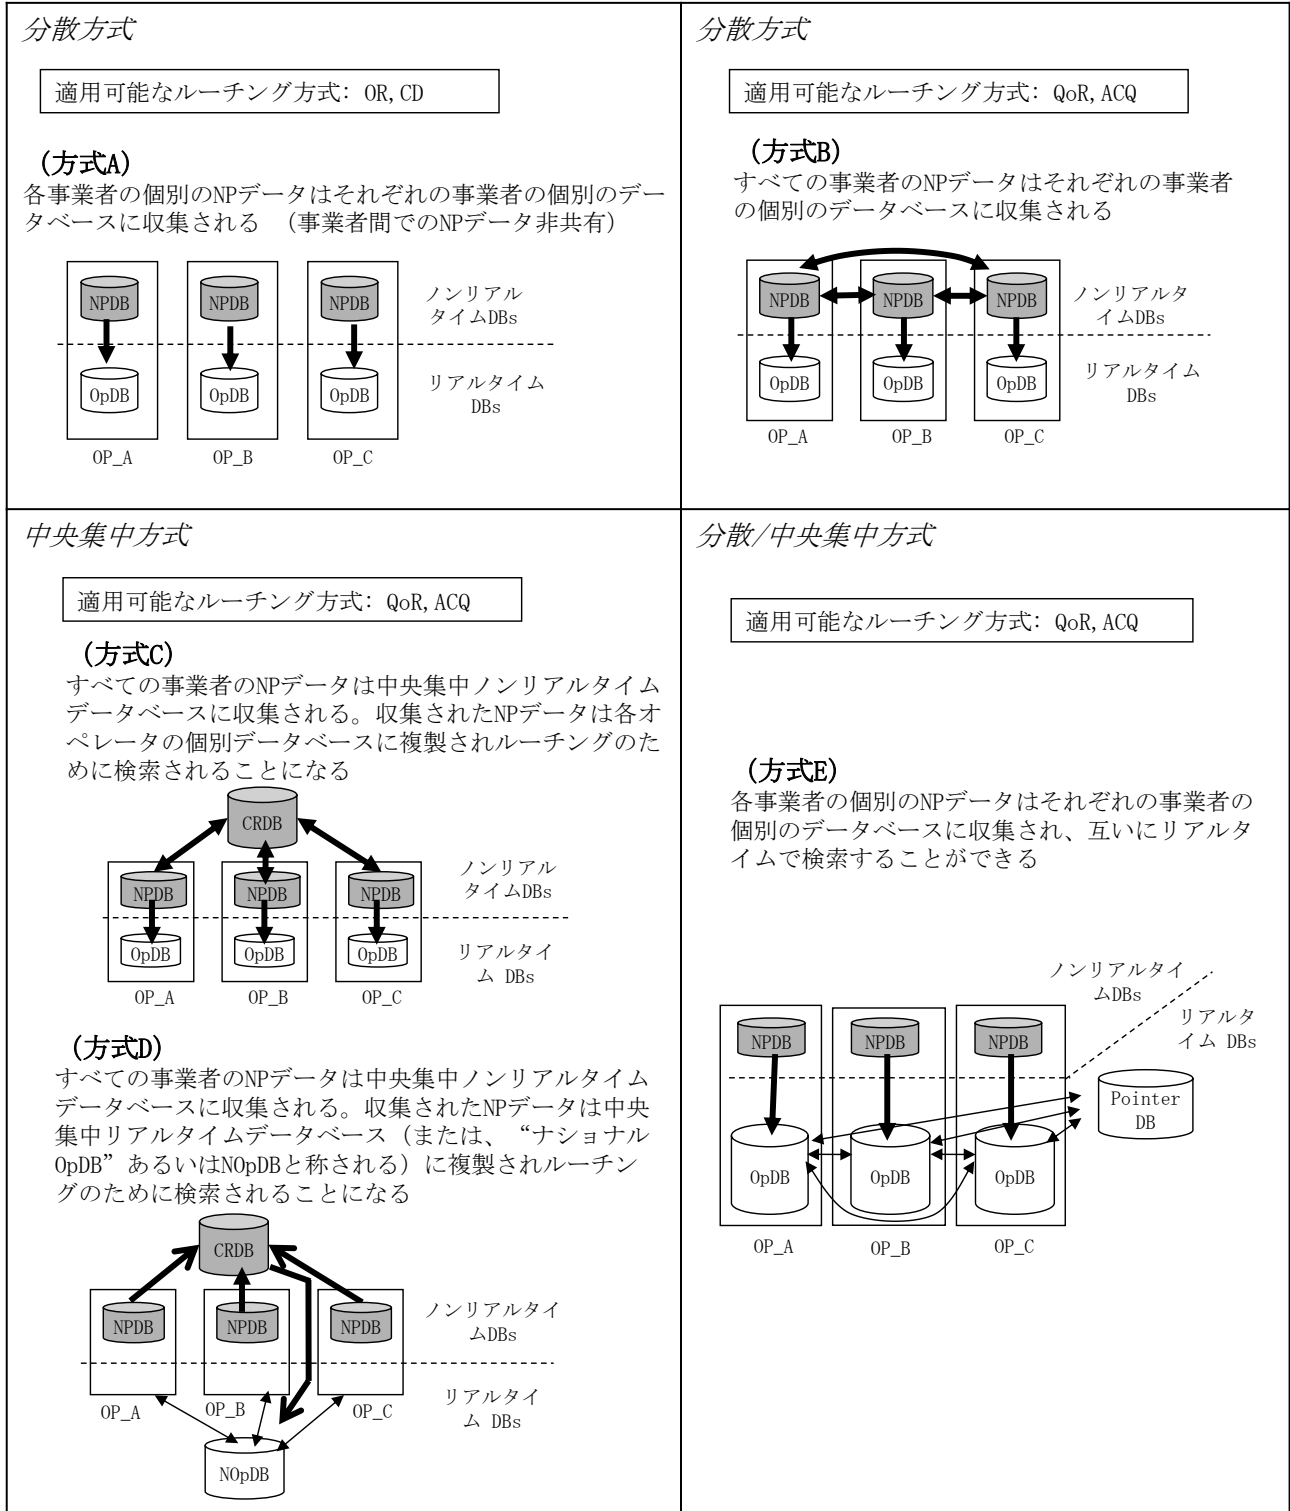 分散方式
適用可能なルーチング方式: OR,CD
(方式A)
各事業者の個別のNPデータはそれぞれの事業者の個別のデー
タベースに収集される （事業者間でのNPデータ非共有）
NPDB
NPDB
NPDB
ノンリアル
タイムDBs
OpDB
OpDB
OpDB
リアルタイム
DBs
OP_A
OP_B
OP_C
分散方式
適用可能なルーチング方式: QoR,ACQ
(方式B)
すべての事業者のNPデータはそれぞれの事業者
の個別のデータベースに収集される
NPDB
NPDB
NPDB
ノンリアルタ
イムDBs
OpDB
OpDB
OpDB
リアルタイム
DBs
OP_A
OP_B
OP_C
中央集中方式
適用可能なルーチング方式: QoR,ACQ
(方式C)
すべての事業者のNPデータは中央集中ノンリアルタイム
データベースに収集される。収集されたNPデータは各オ
ペレータの個別データベースに複製されルーチングのた
めに検索されることになる
CRDB
NPDB
NPDB
NPDB
ノンリアル
タイムDBs
OpDB
OpDB
OpDB
リアルタイ
ム DBs
OP_A
OP_B
OP_C
(方式D)
すべての事業者のNPデータは中央集中ノンリアルタイム
データベースに収集される。収集されたNPデータは中央
集中リアルタイムデータベース（または、“ナショナル
OpDB”あるいはNOpDBと称される）に複製されルーチン
グのために検索されることになる
CRDB
NPDB
NPDB
NPDB
ノンリアルタイ
ムDBs
リアルタイ
ム DBs
OP_A
OP_B
OP_C
NOpDB
分散/中央集中方式
適用可能なルーチング方式: QoR,ACQ
(方式E)
各事業者の個別のNPデータはそれぞれの事業者の
個別のデータベースに収集され、互いにリアルタ
イムで検索することができる
ノンリアルタイ
ムDBs
リアルタ
イム DBs
NPDB
NPDB
NPDB
Pointer
DB
OpDB
OpDB
OpDB
OP_A
OP_B
OP_C